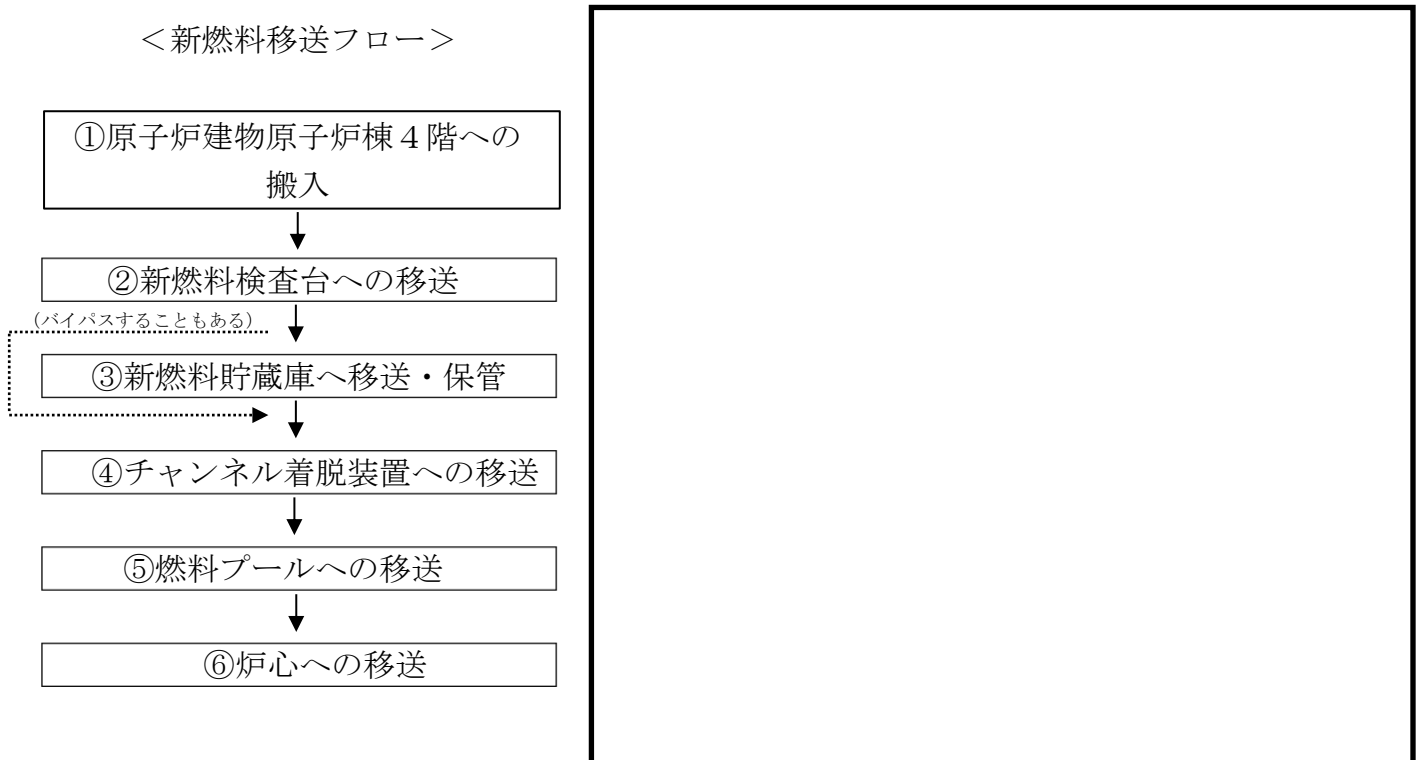 ＜新燃料移送フロー＞
①原子炉建物原子炉棟４階への
搬入
②新燃料検査台への移送
(バイパスすることもある)
③新燃料貯蔵庫へ移送・保管
④チャンネル着脱装置への移送
⑤燃料プールへの移送
⑥炉心への移送